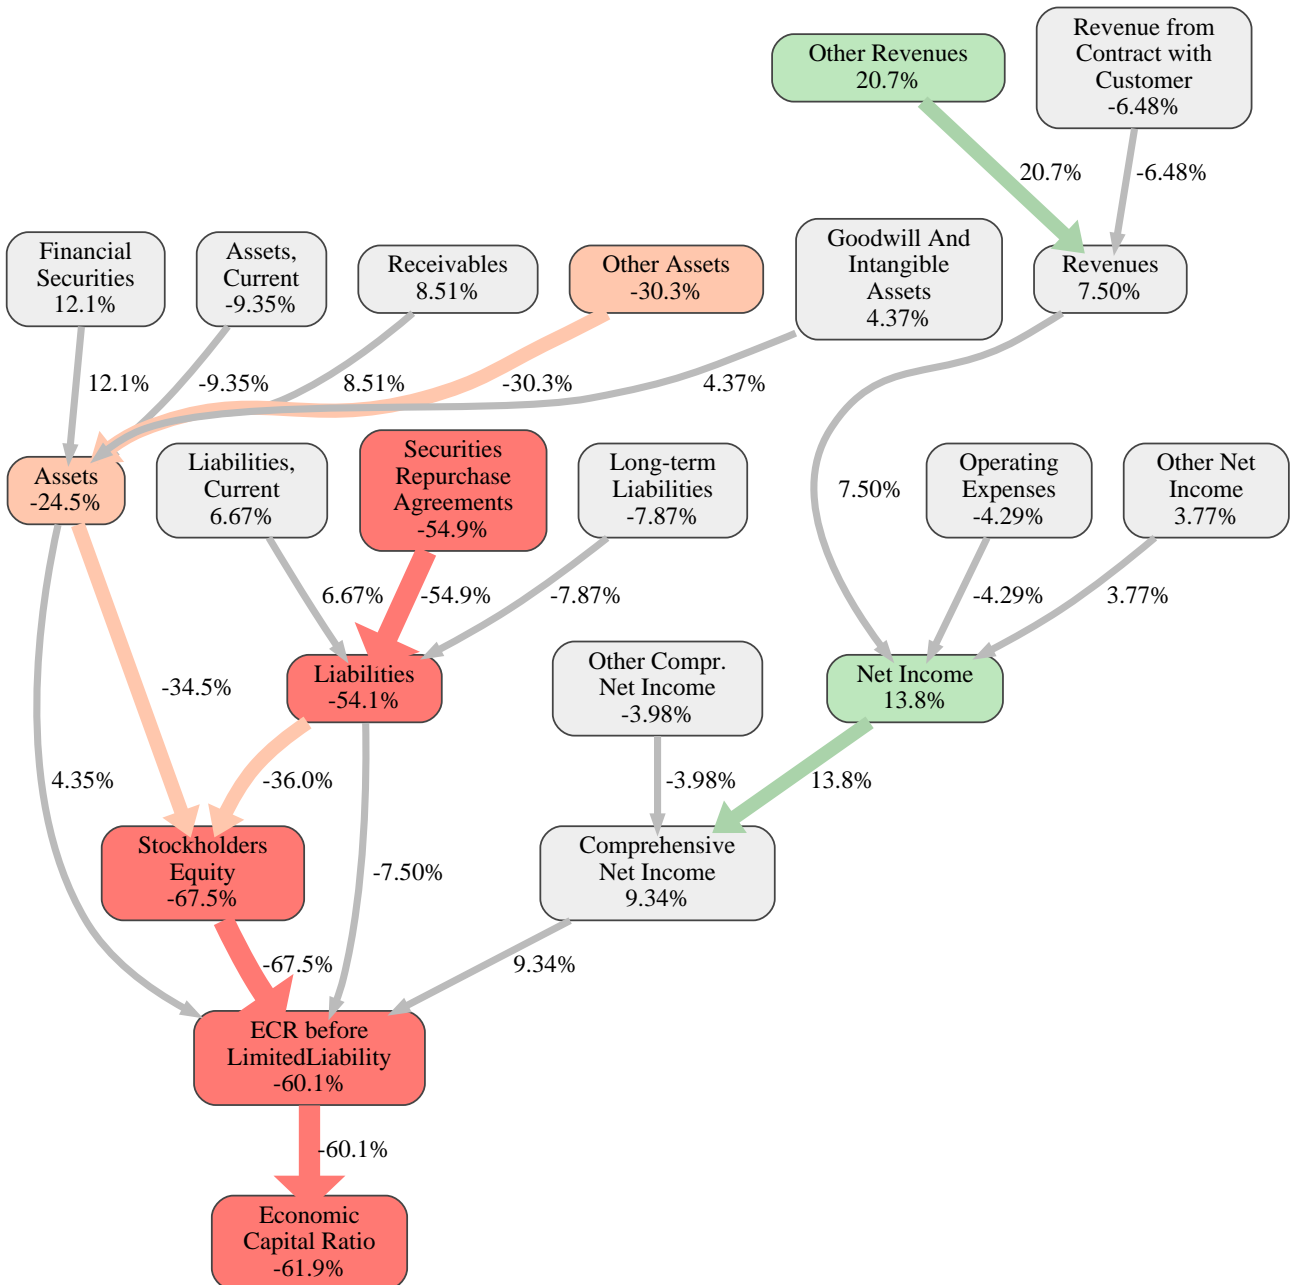 Other Revenues
20.7%
Revenue from
Contract with
Customer
-6.48%
20.7%
-6.48%
Financial
Securities
12.1%
Assets,
Current
-9.35%
Receivables
8.51%
Other Assets
-30.3%
Goodwill And
Intangible
Assets
4.37%
Revenues
7.50%
12.1%
-9.35%
8.51%
-30.3%
4.37%
Assets
-24.5%
Liabilities,
Current
6.67%
Securities
Repurchase
Agreements
-54.9%
Long-term
Liabilities
-7.87%
7.50%
Operating
Expenses
-4.29%
Other Net
Income
3.77%
6.67%
-54.9%
-7.87%
-4.29%
3.77%
-34.5%
Liabilities
-54.1%
Other Compr.
Net Income
-3.98%
Net Income
13.8%
4.35%
-36.0%
-3.98%
13.8%
Stockholders
Equity
-67.5%
-7.50%
Comprehensive
Net Income
9.34%
-67.5%
9.34%
ECR before
LimitedLiability
-60.1%
-60.1%
Economic
Capital Ratio
-61.9%